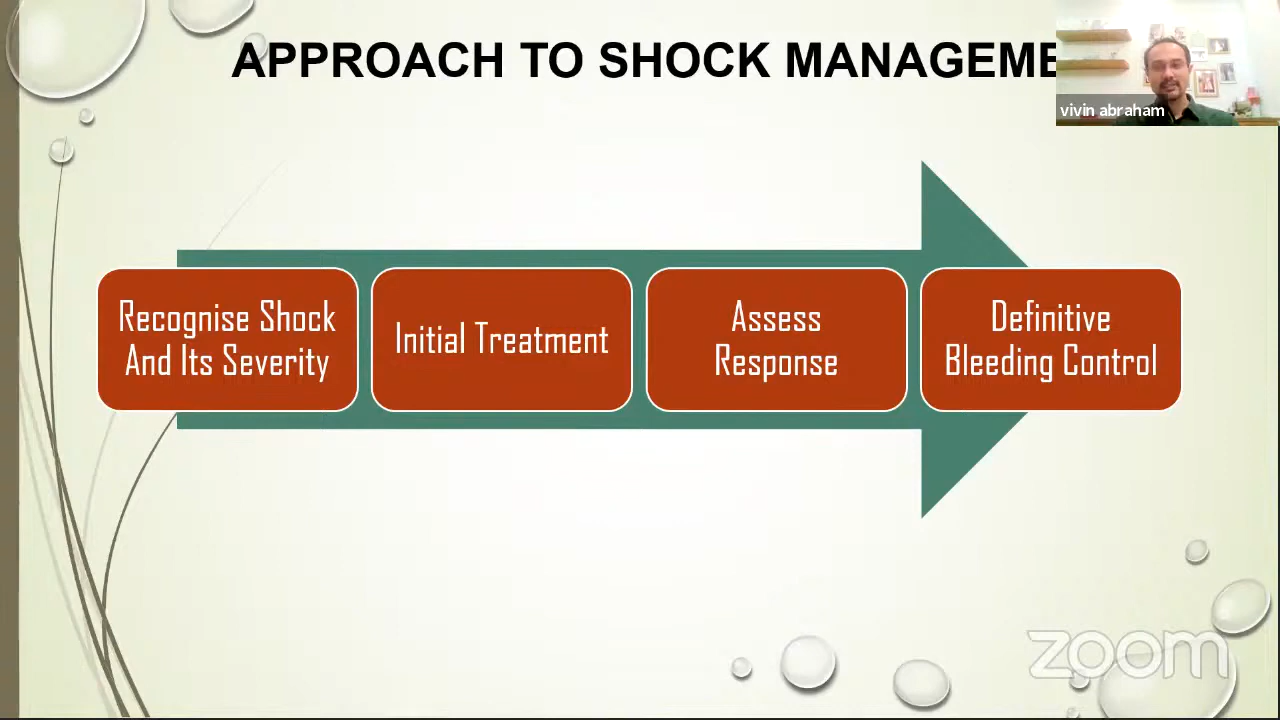 APPROACH TO SHOCK MANAGEME
vivin abraham
Recognise Shock
And Its Severity
Initial Treatment
Assess
Response
Definitive
Bleeding Control
zoom